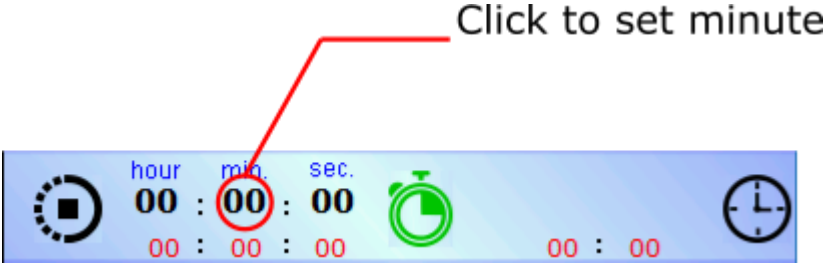 Click to set minute
hour min. sec.
00 : 00 : 00
00 : 00 : 00 00 : 00